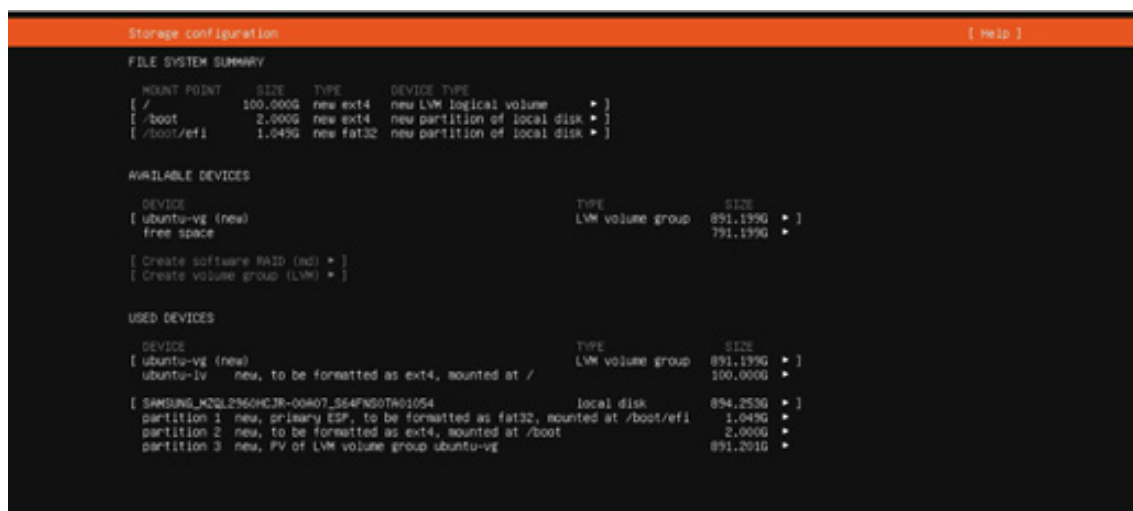 Storage configuration [ Help ]
FILE SYSTEM SUMMARY
MOUNT POINT SIZE TYPE DEVICE TYPE
[ / 100.000G new ext4 new LVM logical volume ▸ ]
[ /boot 2.000G new ext4 new partition of local disk ▸ ]
[ /boot/efi 1.049G new fat32 new partition of local disk ▸ ]
AVAILABLE DEVICES
DEVICE TYPE SIZE
[ ubuntu-vg (new) LVM volume group 891.199G ▸ ]
free space 791.199G ▸
[ Create software RAID (md) ▸ ]
[ Create volume group (LVM) ▸ ]
USED DEVICES
DEVICE TYPE SIZE
[ ubuntu-vg (new) LVM volume group 891.199G ▸ ]
ubuntu-lv new, to be formatted as ext4, mounted at / 100.000G ▸
[ SAMSUNG_MZQL2960HCJR-00A07_S64FNS0TA01054 local disk 894.253G ▸ ]
partition 1 new, primary ESP, to be formatted as fat32, mounted at /boot/efi 1.049G ▸
partition 2 new, to be formatted as ext4, mounted at /boot 2.000G ▸
partition 3 new, PV of LVM volume group ubuntu-vg 891.201G ▸